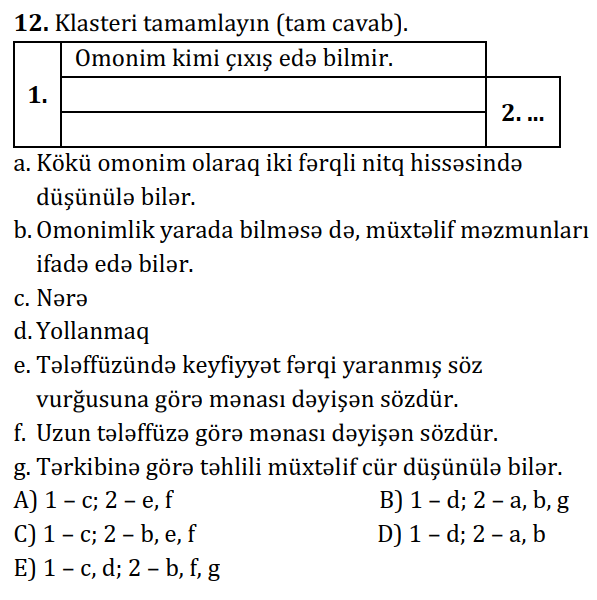 12. Klasteri tamamlayın (tam cavab).
Omonim kimi çıxış edə bilmir.
1.
2. ...
a. Kökü omonim olaraq iki fərqli nitq hissəsində
düşünülə bilər.
b. Omonimlik yarada bilməsə də, müxtəlif məzmunları
ifadə edə bilər.
c. Nərə
d. Yollanmaq
e. Tələffüzündə keyfiyyət fərqi yaranmış söz
vurğusuna görə mənası dəyişən sözdür.
f. Uzun tələffüzə görə mənası dəyişən sözdür.
g. Tərkibinə görə təhlili müxtəlif cür düşünülə bilər.
A) 1 – c; 2 – e, f B) 1 – d; 2 – a, b, g
C) 1 – c; 2 – b, e, f D) 1 – d; 2 – a, b
E) 1 – c, d; 2 – b, f, g